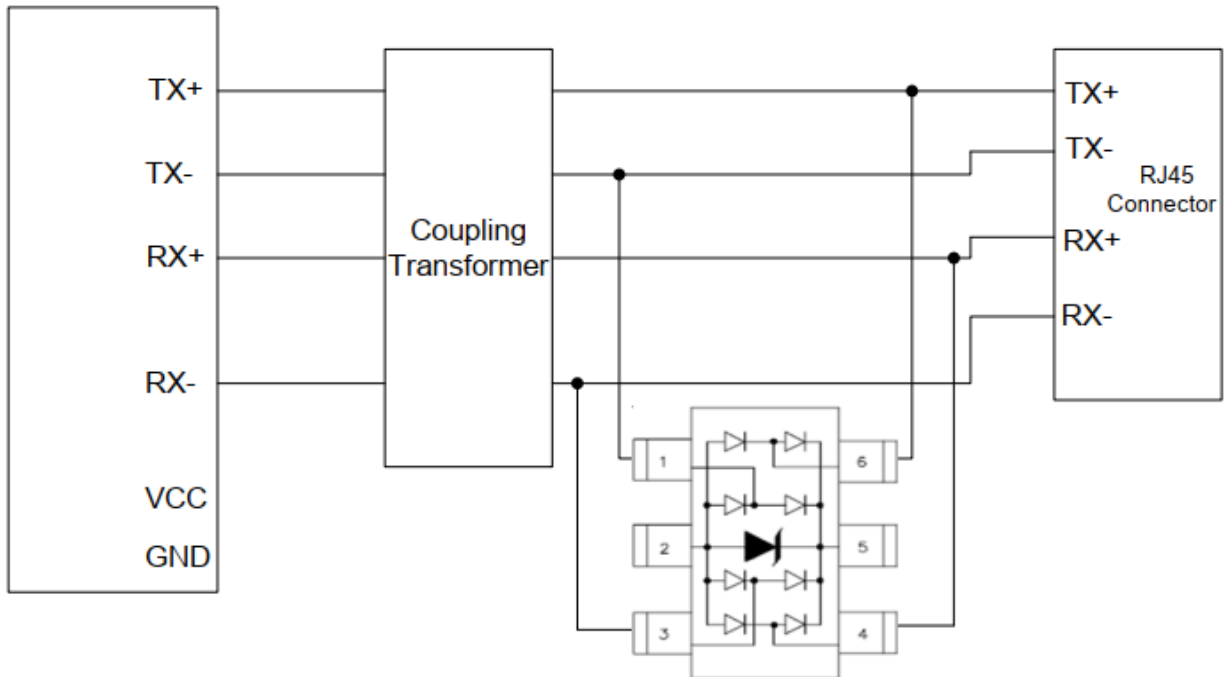 TX+
TX-
RX+
RX-
VCC
GND
Coupling
Transformer
TX+
TX-
RJ45
Connector
RX+
RX-
1
6
2
5
3
4